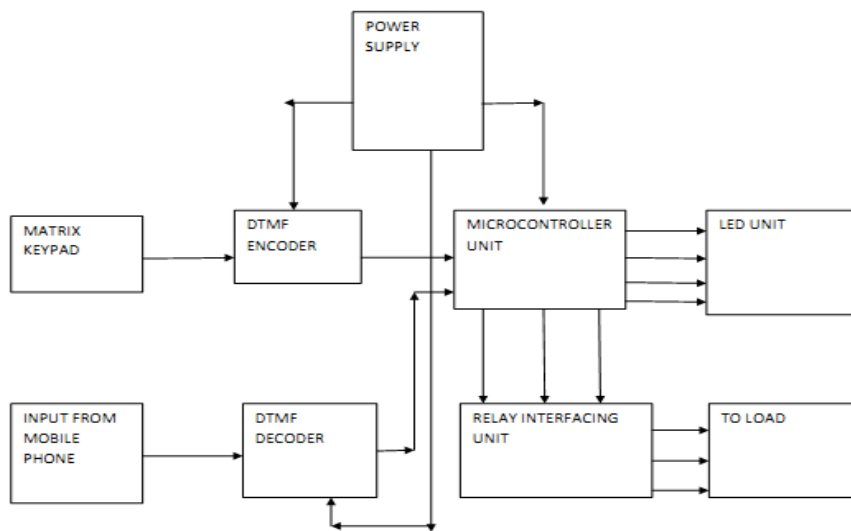 POWER
SUPPLY
MATRIX
KEYPAD
DTMF
ENCODER
MICROCONTROLLER
UNIT
LED UNIT
INPUT FROM
MOBILE
PHONE
DTMF
DECODER
RELAY INTERFACING
UNIT
TO LOAD